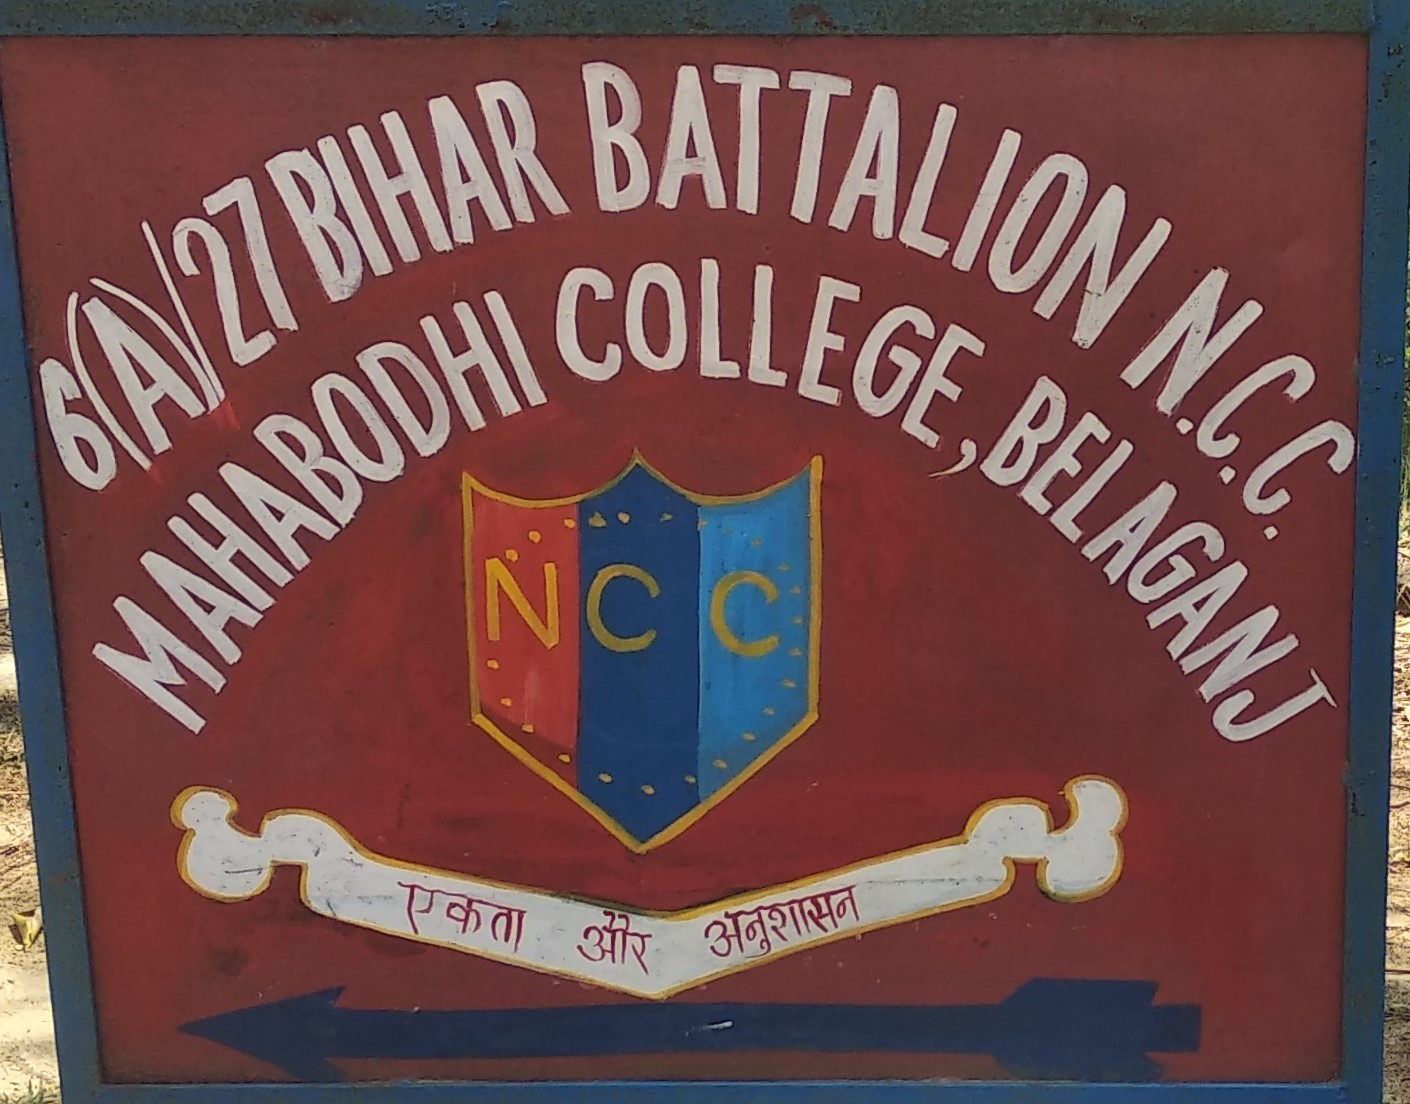 6(A)/27 BIHAR BATTALION N.C.C.
MAHABODHI COLLEGE, BELAGANJ
NCC
एकता और अनुशासन